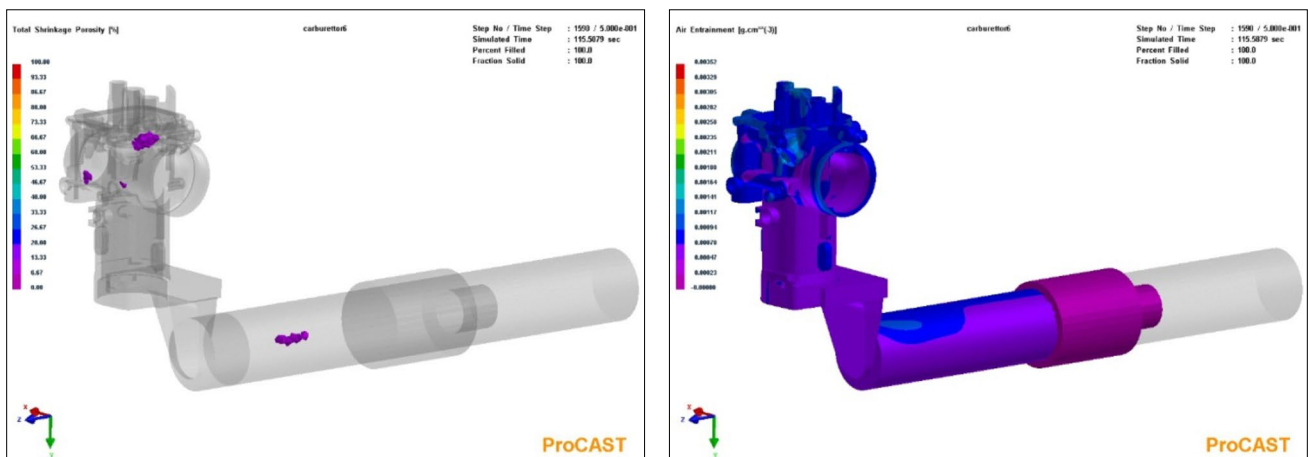 Total Shrinkage Porosity [%]
carburettor6
Step No / Time Step : 1590 / 5.000e-001
Simulated Time : 115.5879 sec
Percent Filled : 100.0
Fraction Solid : 100.0
100.00
93.33
86.67
80.00
73.33
66.67
60.00
53.33
46.67
40.00
33.33
26.67
20.00
13.33
6.67
0.00
X
Z
Y
ProCAST
Air Entrainment [g.cm**(-3)]
carburettor6
Step No / Time Step : 1590 / 5.000e-001
Simulated Time : 115.5879 sec
Percent Filled : 100.0
Fraction Solid : 100.0
0.00352
0.00329
0.00305
0.00282
0.00258
0.00235
0.00211
0.00188
0.00164
0.00141
0.00117
0.00094
0.00070
0.00047
0.00023
-0.00000
X
Z
Y
ProCAST